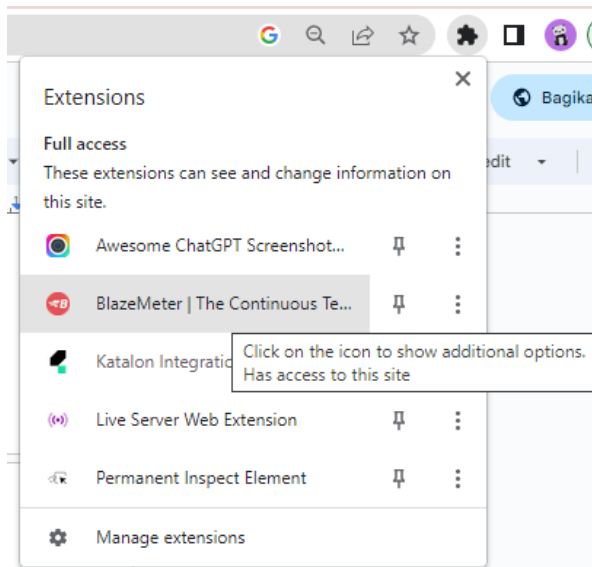 Extensions
Bagika
Full access
These extensions can see and change information on
this site.
edit
Awesome ChatGPT Screenshot...
BlazeMeter | The Continuous Te...
Click on the icon to show additional options.
Has access to this site
Katalon Integratio
Live Server Web Extension
Permanent Inspect Element
Manage extensions